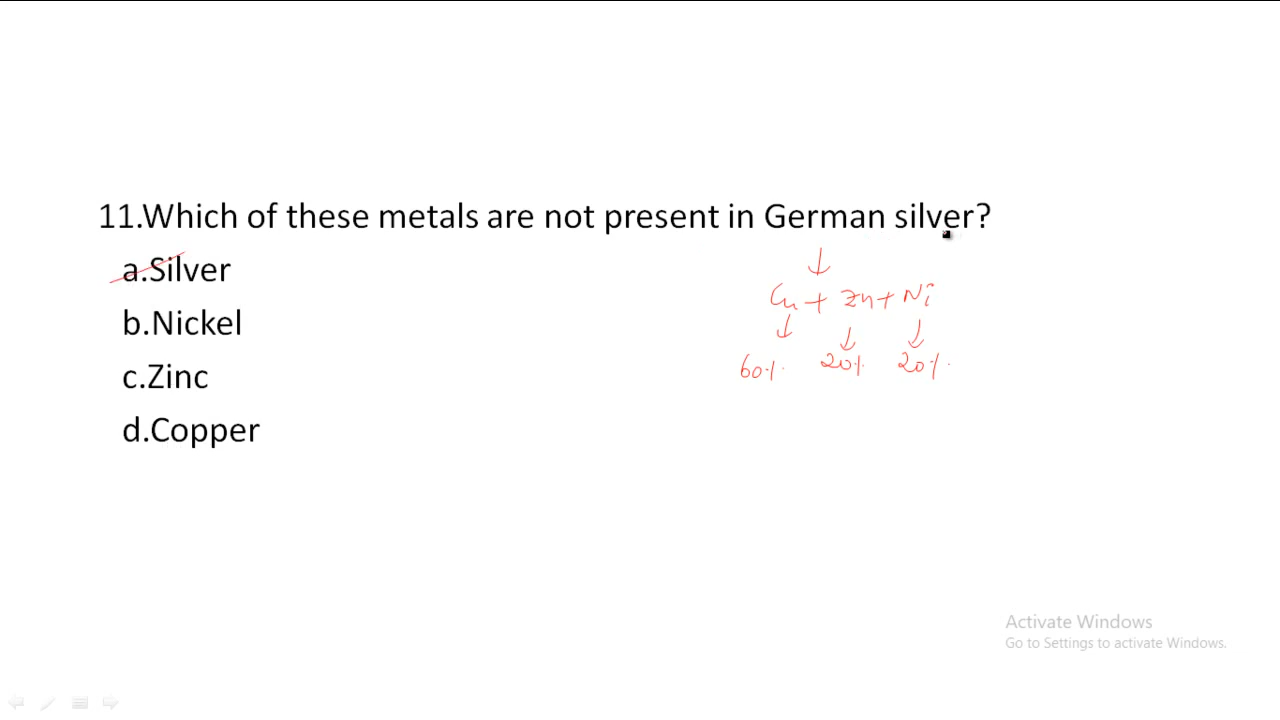 11.Which of these metals are not present in German silver?
a.Silver
b.Nickel
c.Zinc
d.Copper
Cu + Zn + Ni
60% 20% 20%
Activate Windows
Go to Settings to activate Windows.